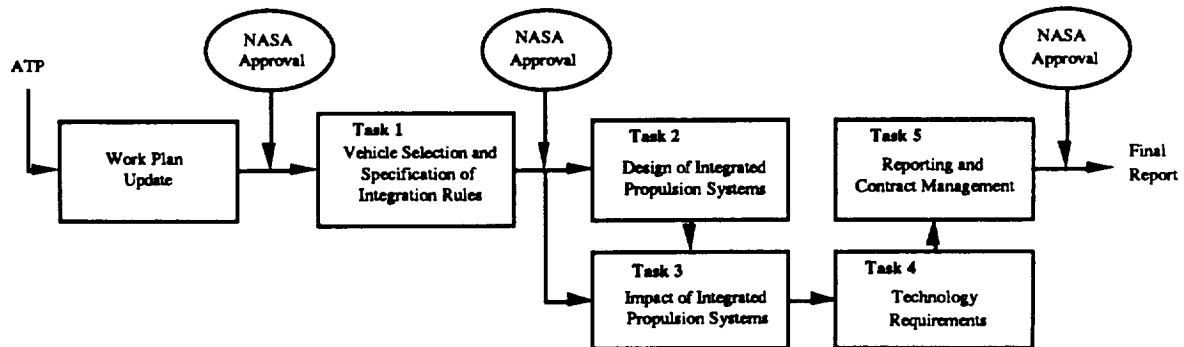 ATP
Work Plan
Update
NASA
Approval
Task 1
Vehicle Selection and
Specification of
Integration Rules
NASA
Approval
Task 2
Design of Integrated
Propulsion Systems
Task 3
Impact of Integrated
Propulsion Systems
Task 4
Technology
Requirements
Task 5
Reporting and
Contract Management
NASA
Approval
Final
Report